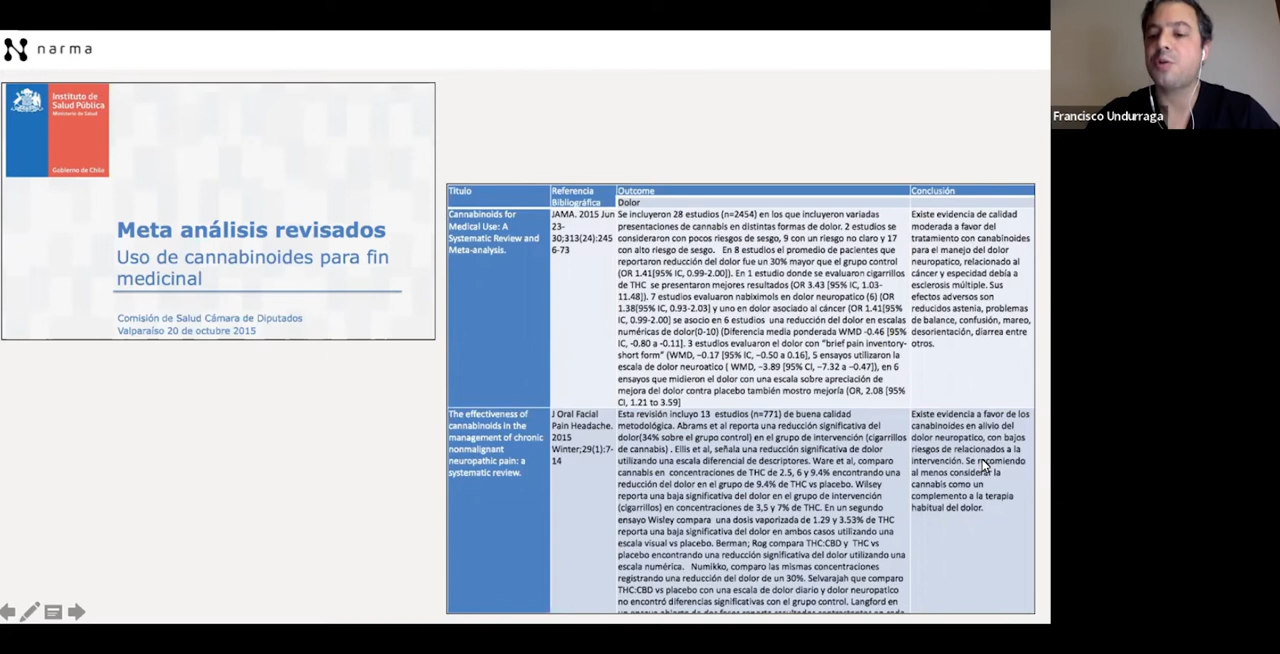 narma
Instituto de
Salud Pública
Ministerio de Salud
Gobierno de Chile
Meta análisis revisados
Uso de cannabinoides para fin
medicinal
Comisión de Salud Cámara de Diputados
Valparaíso 20 de octubre 2015
Título
Referencia
Bibliográfica
Outcome
Dolor
Conclusión
Cannabinoids for
Medical Use: A
Systematic Review and
Meta-analysis.
JAMA. 2015 Jun
23-
30;313(24):245
6-73
Se incluyeron 28 estudios (n=2454) en los que incluyeron variadas
presentaciones de cannabis en distintas formas de dolor. 2 estudios se
consideraron con pocos riesgos de sesgo, 9 con un riesgo no claro y 17
con alto riesgo de sesgo. En 8 estudios el promedio de pacientes que
reportaron reducción del dolor fue un 30% mayor que el grupo control
(OR 1.41[95% IC, 0.99-2.00]). En 1 estudio donde se evaluaron cigarrillos
de THC se presentaron mejores resultados (OR 3.43 [95% IC, 1.03-
11.48]). 7 estudios evaluaron nabiximols en dolor neuropatico (6) (OR
1.38[95% IC, 0.93-2.03] y uno en dolor asociado al cáncer (OR 1.41[95%
IC, 0.99-2.00] se asocio en 6 estudios una reducción del dolor en escalas
numéricas de dolor(0-10) (Diferencia media ponderada WMD -0.46 [95%
IC, -0.80 a -0.11]. 3 estudios evaluaron el dolor con “brief pain inventory-
short form” (WMD, −0.17 [95% IC, −0.50 a 0.16], 5 ensayos utilizaron la
escala de dolor neuroatico ( WMD, −3.89 [95% CI, −7.32 a −0.47]), en 6
ensayos que midieron el dolor con una escala sobre apreciación de
mejora del dolor contra placebo también mostro mejoría (OR, 2.08 [95%
CI, 1.21 to 3.59]
Existe evidencia de calidad
moderada a favor del
tratamiento con canabinoides
para el manejo del dolor
neuropatico, relacionado al
cáncer y especidad debía a
esclerosis múltiple. Sus
efectos adversos son
reducidos astenia, problemas
de balance, confusión, mareo,
desorientación, diarrea entre
otros.
The effectiveness of
cannabinoids in the
management of chronic
nonmalignant
neuropathic pain: a
systematic review.
J Oral Facial
Pain Headache.
2015
Winter;29(1):7-
14
Esta revisión incluyo 13 estudios (n=771) de buena calidad
metodológica. Abrams et al reporta una reducción significativa del
dolor(34% sobre el grupo control) en el grupo de intervención (cigarrillos
de cannabis) . Ellis et al, señala una reducción significativa de dolor
utilizando una escala diferencial de descriptores. Ware et al, comparo
cannabis en concentraciones de THC de 2.5, 6 y 9.4% encontrando una
reducción del dolor en el grupo de 9.4% de THC vs placebo. Wilsey
reporta una baja significativa del dolor en el grupo de intervención
(cigarrillos) en concentraciones de 3,5 y 7% de THC. En un segundo
ensayo Wisley compara una dosis vaporizada de 1.29 y 3.53% de THC
reporta una baja significativa del dolor en ambos casos utilizando una
escala visual vs placebo. Berman; Rog compara THC:CBD y THC vs
placebo encontrando una reducción significativa del dolor utilizando una
escala numérica. Numikko, comparo las mismas concentraciones
registrando una reducción del dolor de un 30%. Selvarajah que comparo
THC:CBD vs placebo con una escala de dolor diario y dolor neuropatico
no encontró diferencias significativas con el grupo control. Langford en
Existe evidencia a favor de los
canabinoides en alivio del
dolor neuropatico, con bajos
riesgos de relacionados a la
intervención. Se recomiendo
al menos considerar la
cannabis como un
complemento a la terapia
habitual del dolor.
Francisco Undurraga